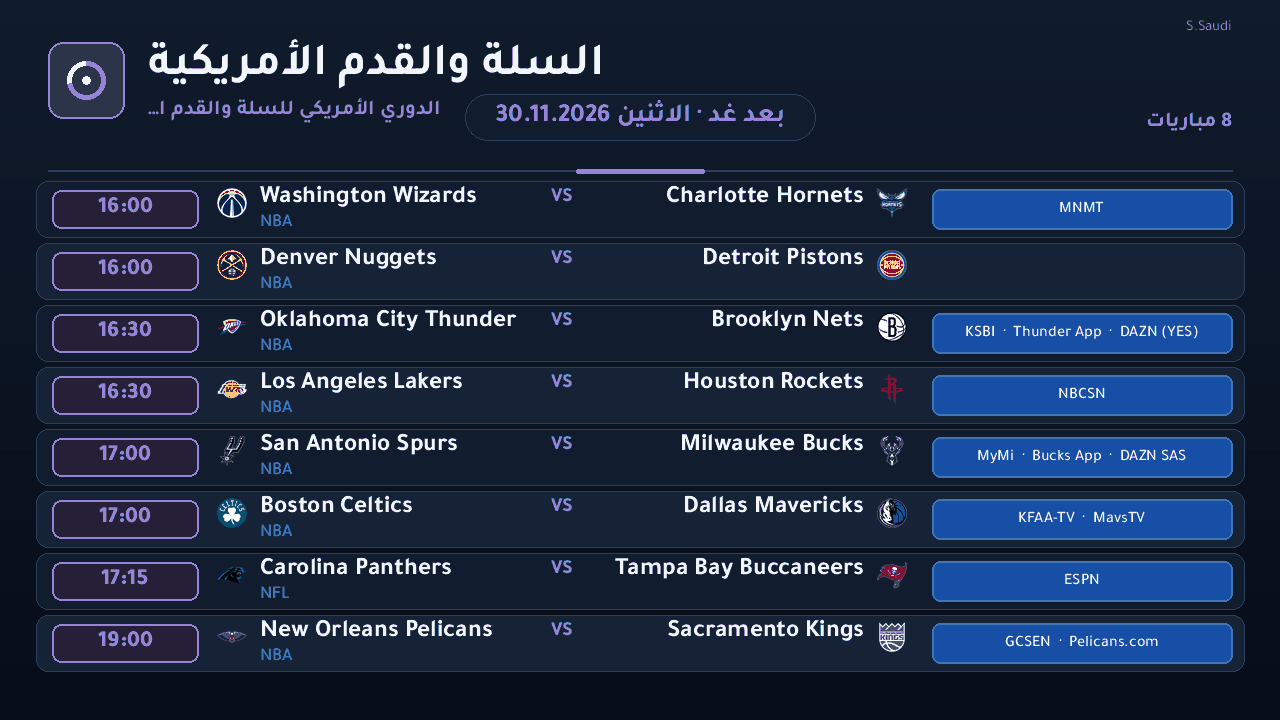 S.Saudi
السلة والقدم الأمريكية
الدوري الأمريكي للسلة والقدم ا...
بعد غد · الاثنين 30.11.2026
8 مباريات
16:00 Washington Wizards VS Charlotte Hornets MNMT
NBA
16:00 Denver Nuggets VS Detroit Pistons
NBA
16:30 Oklahoma City Thunder VS Brooklyn Nets KSBI · Thunder App · DAZN (YES)
NBA
16:30 Los Angeles Lakers VS Houston Rockets NBCSN
NBA
17:00 San Antonio Spurs VS Milwaukee Bucks MyMi · Bucks App · DAZN SAS
NBA
17:00 Boston Celtics VS Dallas Mavericks KFAA-TV · MavsTV
NBA
17:15 Carolina Panthers VS Tampa Bay Buccaneers ESPN
NFL
19:00 New Orleans Pelicans VS Sacramento Kings GCSEN · Pelicans.com
NBA